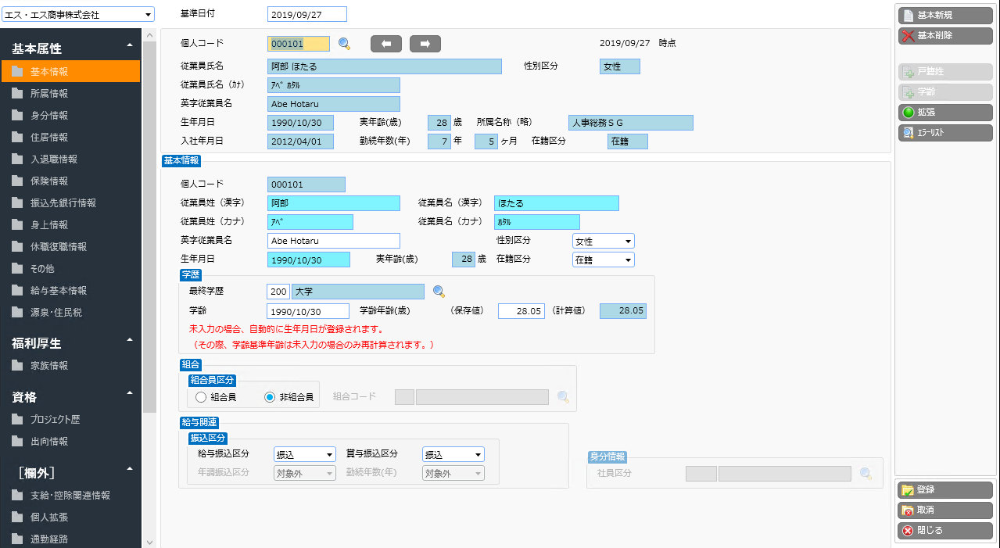 エス・エス商事株式会社
基準日付 2019/09/27
基本属性
基本情報
所属情報
身分情報
住居情報
入退職情報
保険情報
振込先銀行情報
身上情報
休職復職情報
その他
給与基本情報
源泉・住民税
福利厚生
家族情報
資格
プロジェクト歴
出向情報
［欄外］
支給・控除関連情報
個人拡張
通勤経路
個人コード 000101 2019/09/27 時点
従業員氏名 阿部 ほたる 性別区分 女性
従業員氏名（ｶﾅ） ｱﾍﾞ ﾎﾀﾙ
英字従業員名 Abe Hotaru
生年月日 1990/10/30 実年齢(歳) 28 歳 所属名称（略） 人事総務ＳＧ
入社年月日 2012/04/01 勤続年数(年) 7 年 5 ヶ月 在籍区分 在籍
基本情報
個人コード 000101
従業員姓（漢字） 阿部 従業員名（漢字） ほたる
従業員姓（カナ） ｱﾍﾞ 従業員名（カナ） ﾎﾀﾙ
英字従業員名 Abe Hotaru 性別区分 女性
生年月日 1990/10/30 実年齢(歳) 28 歳 在籍区分 在籍
学歴
最終学歴 200 大学
学齢 1990/10/30 学齢年齢(歳) （保存値） 28.05 （計算値） 28.05
未入力の場合、自動的に生年月日が登録されます。
（その際、学齢基準年齢は未入力の場合のみ再計算されます。）
組合
組合員区分
組合員 非組合員 組合コード
給与関連
振込区分
給与振込区分 振込 賞与振込区分 振込
年調振込区分 対象外 勤続年数(年) 対象外
身分情報
社員区分
基本新規
基本削除
戸籍姓
学齢
拡張
ｴﾗｰﾘｽﾄ
登録
取消
閉じる